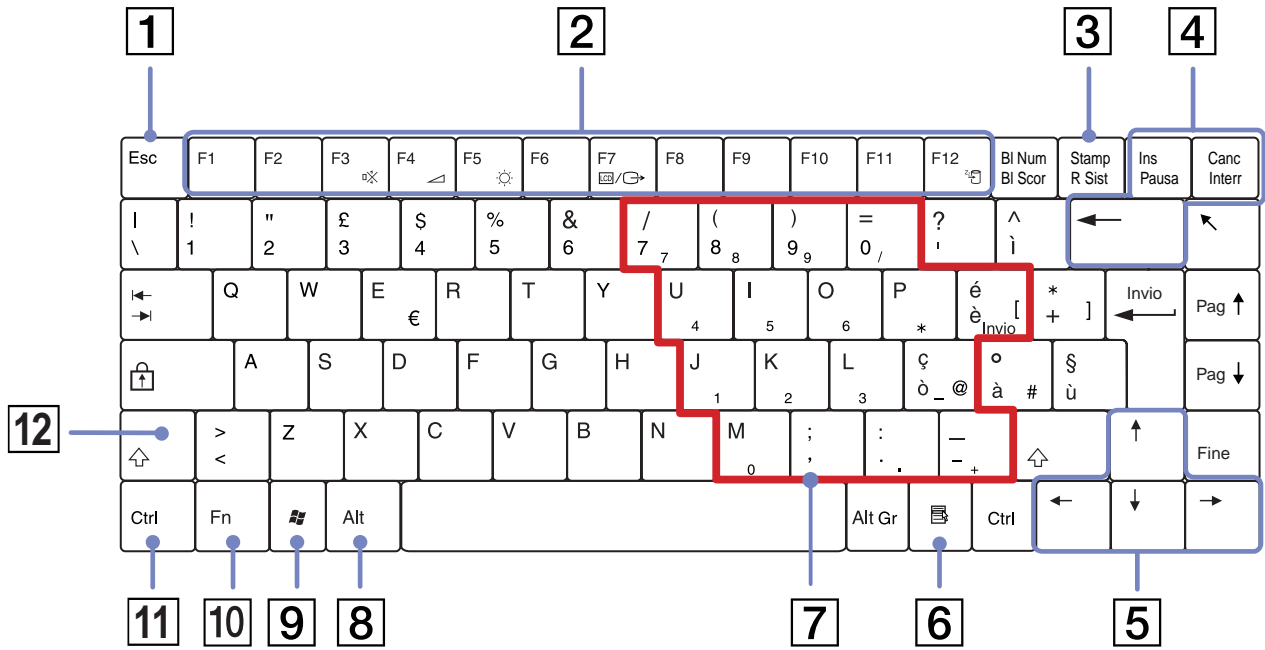 1 2 3 4
Esc F1 F2 F3 F4 F5 F6 F7 LCD / F8 F9 F10 F11 F12 Bl Num Stamp Ins Canc
Bl Scor R Sist Pausa Interr
| ! " £ $ % & / ( ) = ? ^
\ 1 2 3 4 5 6 7 7 8 8 9 9 0 / ' ì
Q W E R T Y U I O P é * Invio Pag
€ 4 5 6 * è [ Invio + ]
A S D F G H J K L ç ° § Pag
1 2 3 ò _ @ à # ù
12 > Z X C V B N M ; : _ Fine
< 0 , . . - +
Ctrl Fn Alt Alt Gr Ctrl
11 10 9 8 7 6 5